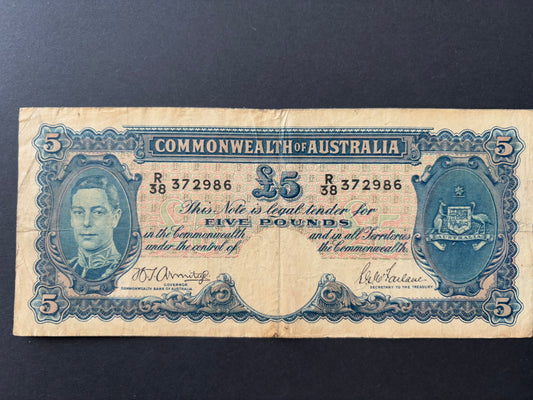 5
5
COMMONWEALTH OF AUSTRALIA
R/38 372986
£5
R/38 372986
This Note is legal tender for
FIVE POUNDS
in the Commonwealth and in all Territories
under the control of the Commonwealth
H.T. Armitage
GOVERNOR
COMMONWEALTH BANK OF AUSTRALIA.
S.G. McFarlane
SECRETARY TO THE TREASURY.
AUSTRALIA
5
5